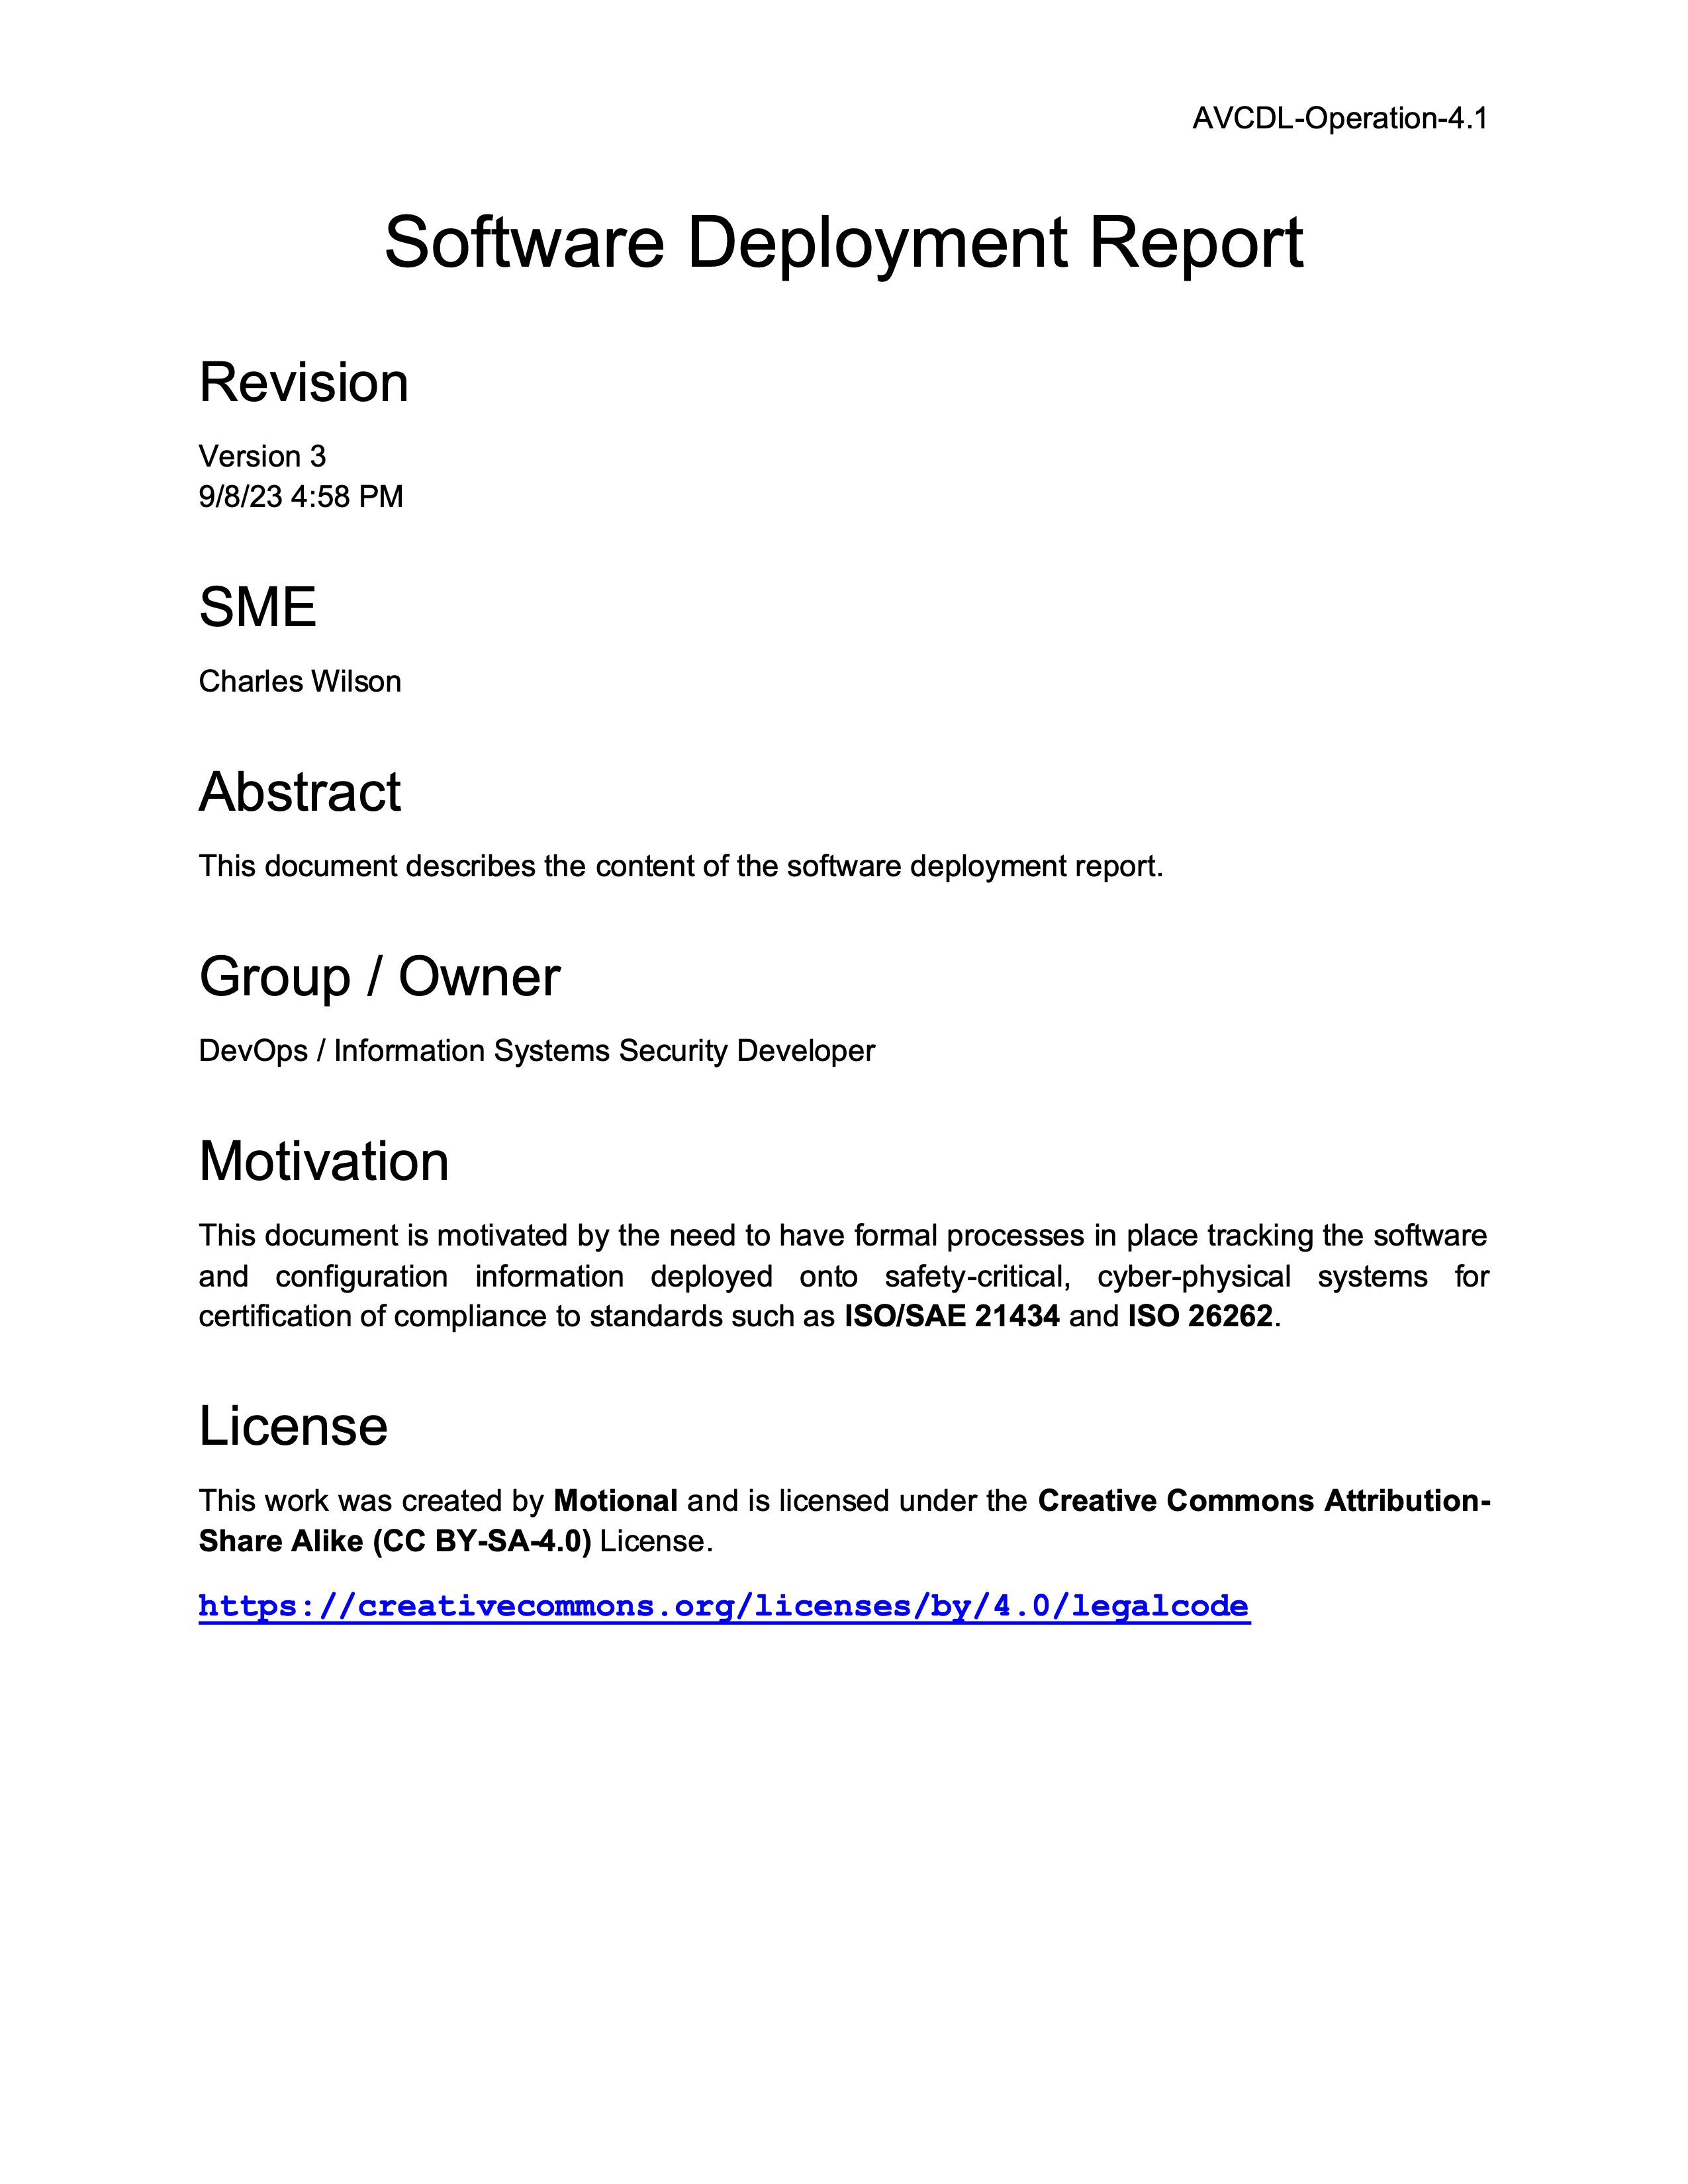 AVCDL-Operation-4.1
Software Deployment Report
Revision
Version 3
9/8/23 4:58 PM
SME
Charles Wilson
Abstract
This document describes the content of the software deployment report.
Group / Owner
DevOps / Information Systems Security Developer
Motivation
This document is motivated by the need to have formal processes in place tracking the software
and configuration information deployed onto safety-critical, cyber-physical systems for
certification of compliance to standards such as ISO/SAE 21434 and ISO 26262.
License
This work was created by Motional and is licensed under the Creative Commons Attribution-
Share Alike (CC BY-SA-4.0) License.
https://creativecommons.org/licenses/by/4.0/legalcode